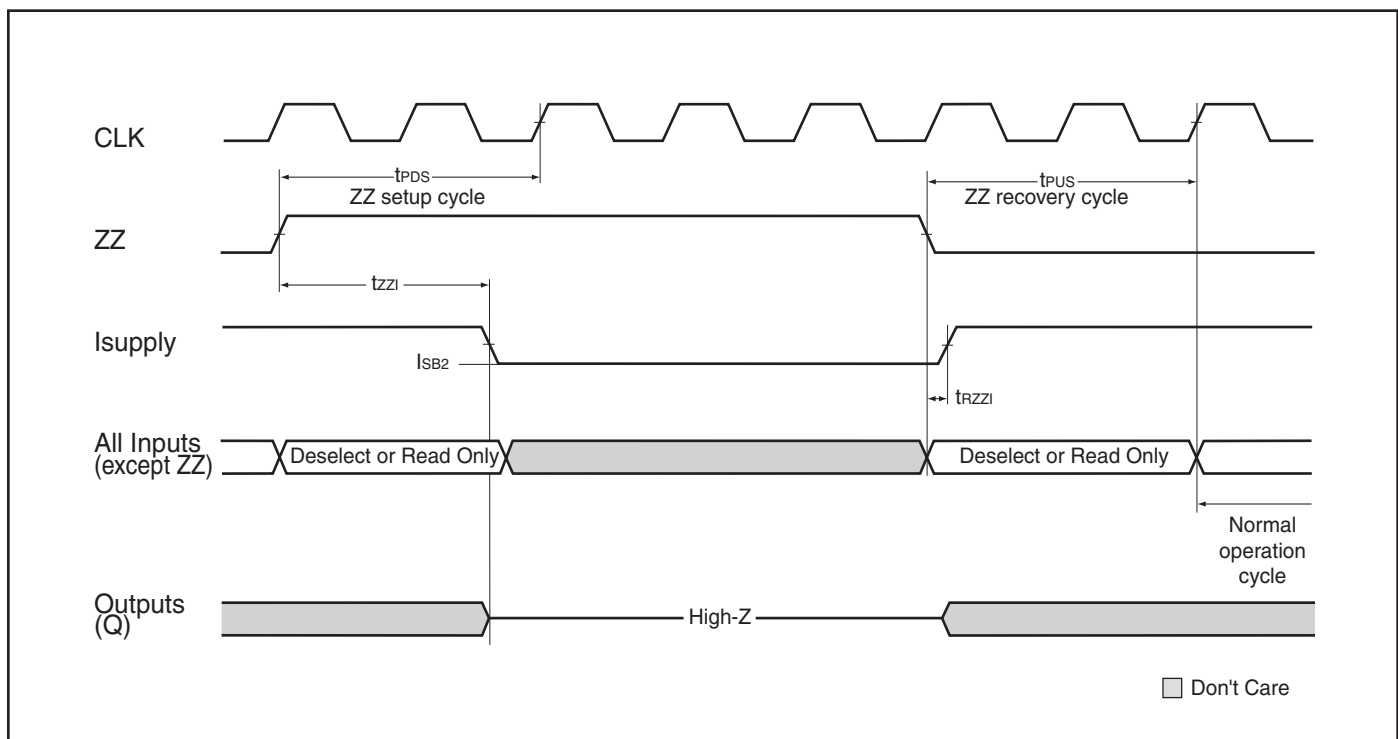 CLK
tPDS
ZZ setup cycle
tPUS
ZZ recovery cycle
ZZ
tZZI
Isupply
ISB2
tRZZI
All Inputs
(except ZZ)
Deselect or Read Only
Deselect or Read Only
Normal
operation
cycle
Outputs
(Q)
High-Z
Don't Care